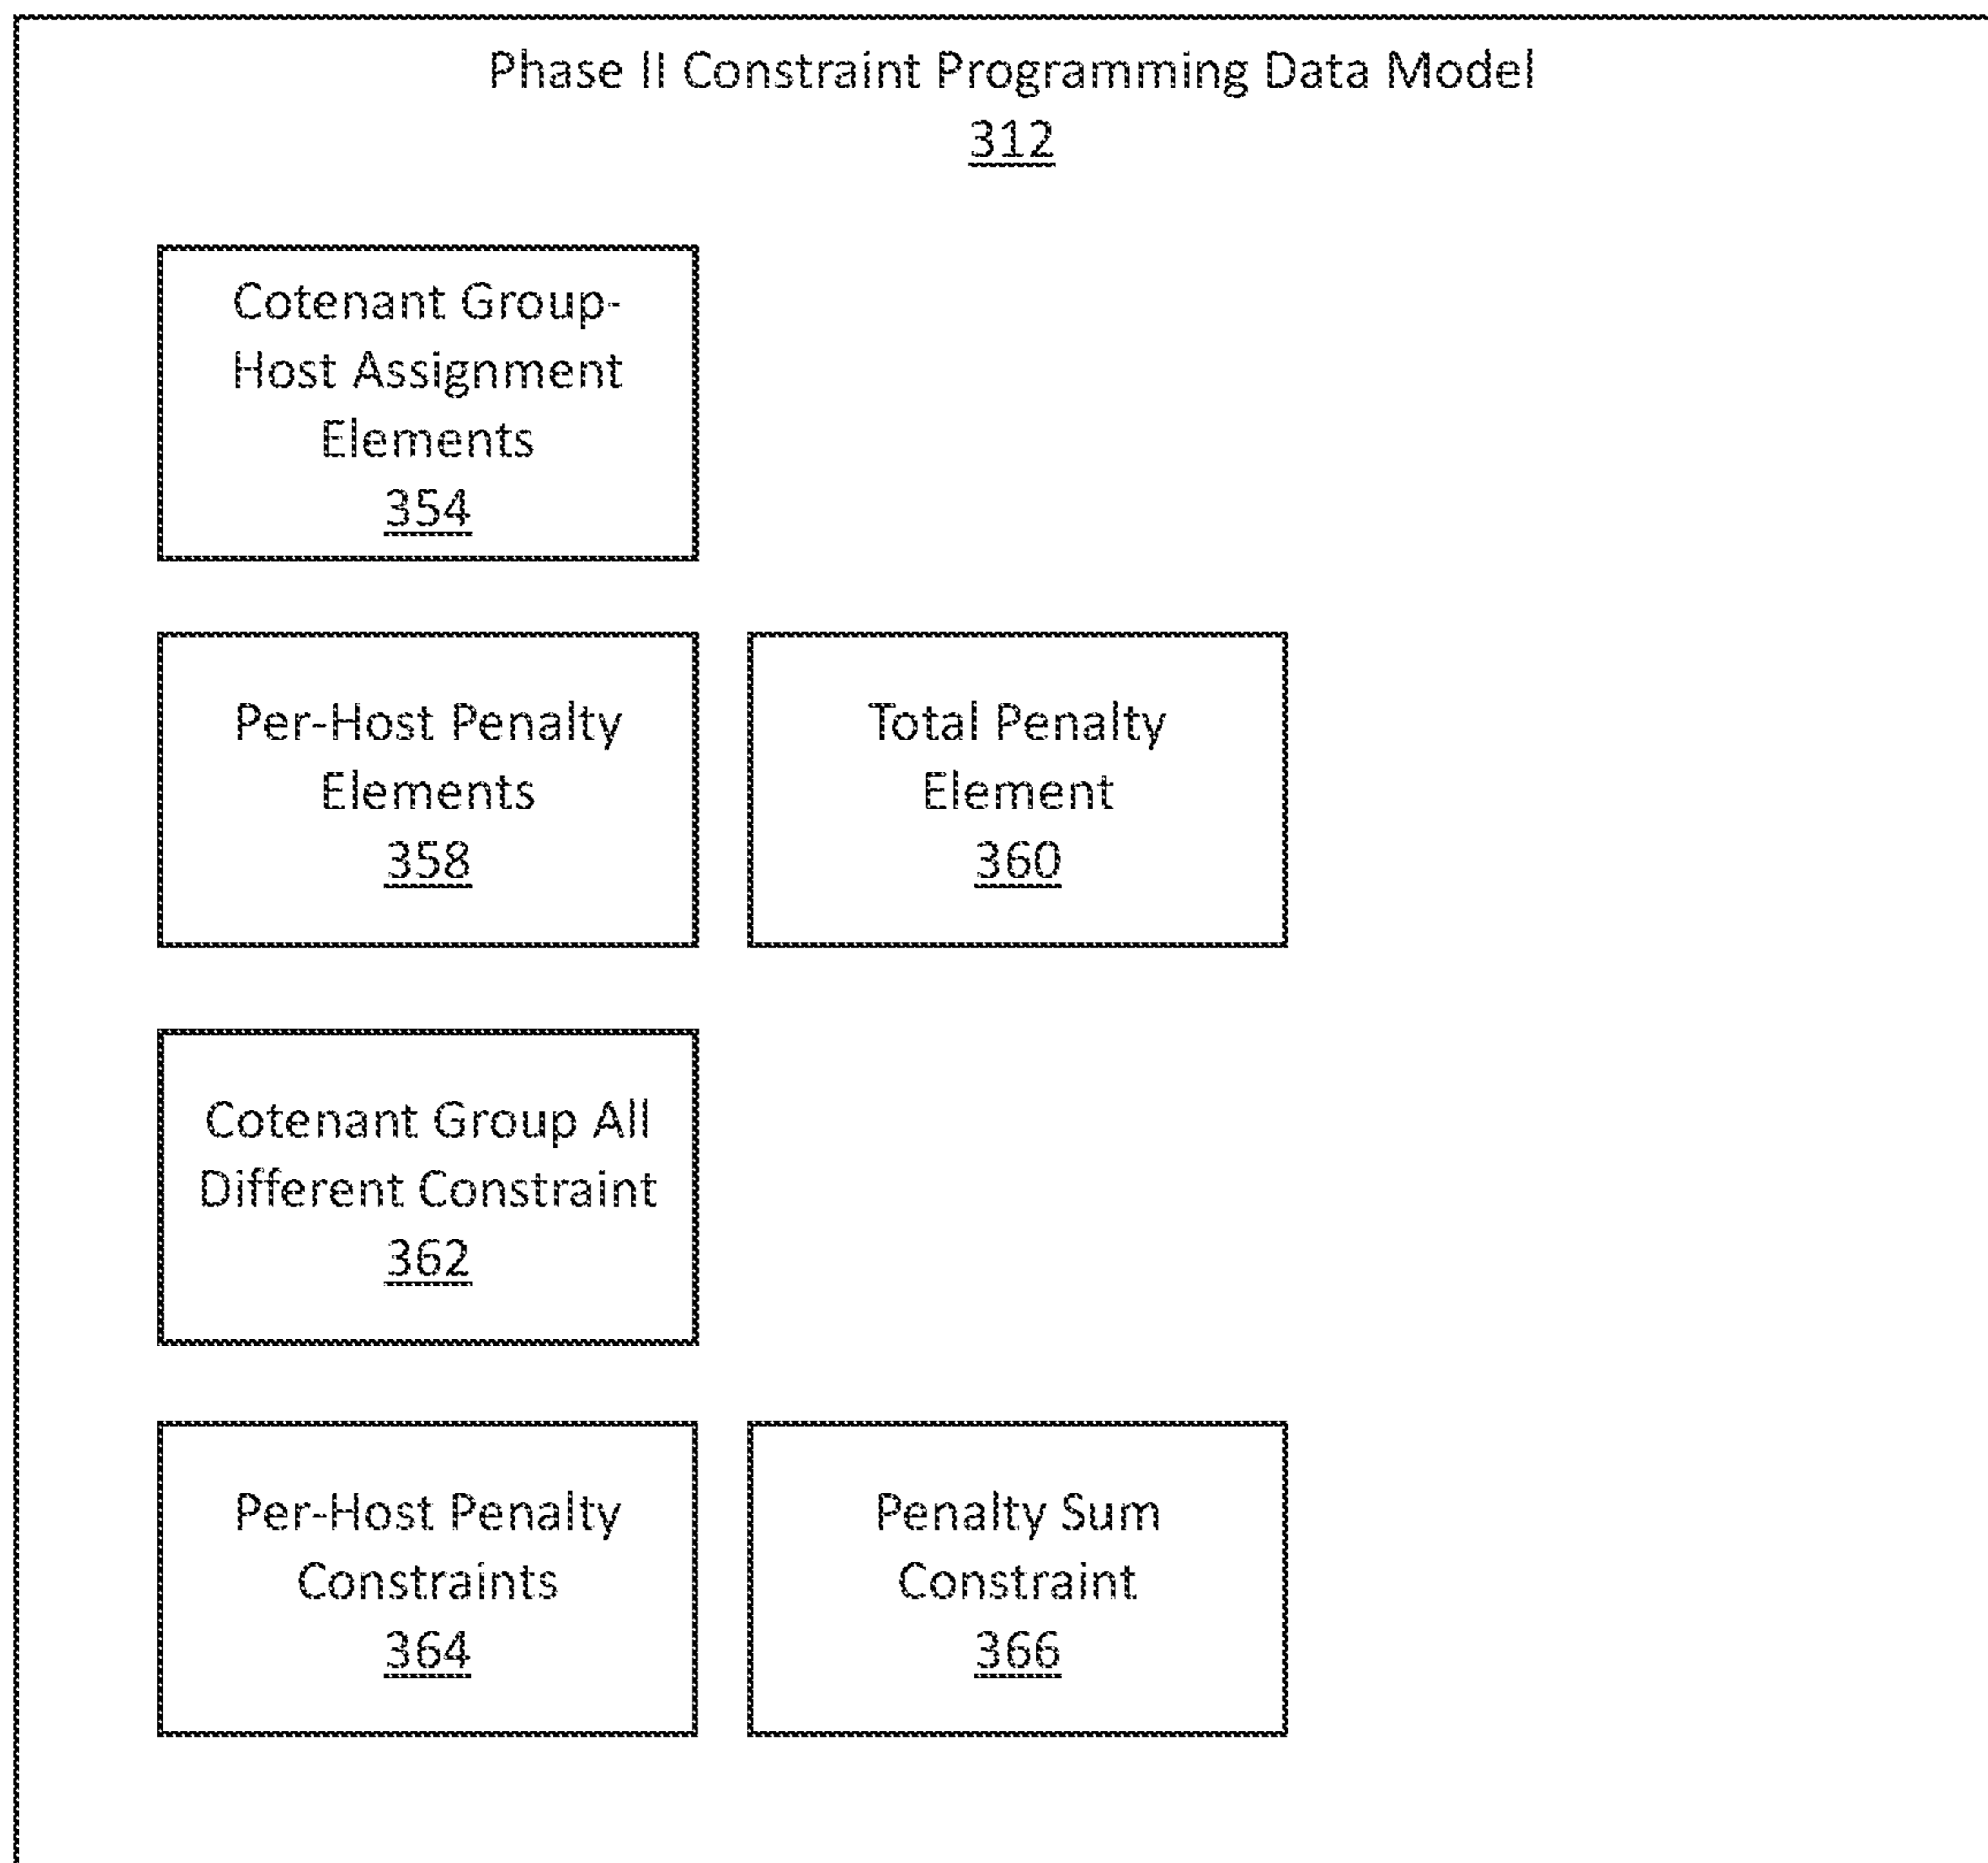 Phase II Constraint Programming Data Model
312
Cotenant Group-
Host Assignment
Elements
354
Per-Host Penalty
Elements
358
Total Penalty
Element
360
Cotenant Group All
Different Constraint
362
Per-Host Penalty
Constraints
364
Penalty Sum
Constraint
366